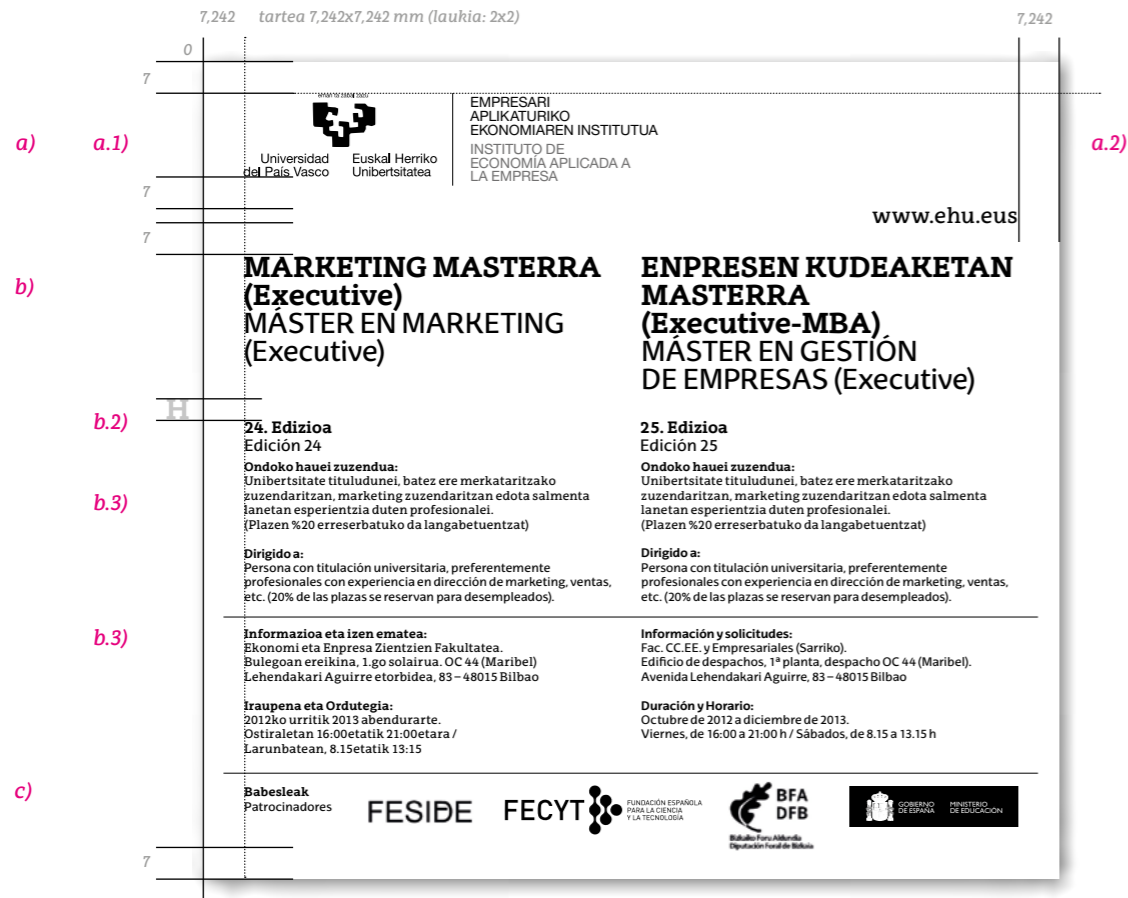 7,242 tartea 7,242x7,242 mm (laukia: 2x2) 7,242
0
7
a) a.1) a.2)
eman ta zabal zazu
Universidad del País Vasco
Euskal Herriko Unibertsitatea
EMPRESARI
APLIKATURIKO
EKONOMIAREN INSTITUTUA
INSTITUTO DE
ECONOMÍA APLICADA A
LA EMPRESA
7
www.ehu.eus
7
b)
MARKETING MASTERRA
(Executive)
MÁSTER EN MARKETING
(Executive)
ENPRESEN KUDEAKETAN
MASTERRA
(Executive-MBA)
MÁSTER EN GESTIÓN
DE EMPRESAS (Executive)
H
b.2)
24. Edizioa
Edición 24
25. Edizioa
Edición 25
b.3)
Ondoko hauei zuzendua:
Unibertsitate tituludunei, batez ere merkataritzako
zuzendaritzan, marketing zuzendaritzan edota salmenta
lanetan esperientzia duten profesionalei.
(Plazen %20 erreserbatuko da langabetuentzat)
Dirigido a:
Persona con titulación universitaria, preferentemente
profesionales con experiencia en dirección de marketing, ventas,
etc. (20% de las plazas se reservan para desempleados).
Ondoko hauei zuzendua:
Unibertsitate tituludunei, batez ere merkataritzako
zuzendaritzan, marketing zuzendaritzan edota salmenta
lanetan esperientzia duten profesionalei.
(Plazen %20 erreserbatuko da langabetuentzat)
Dirigido a:
Persona con titulación universitaria, preferentemente
profesionales con experiencia en dirección de marketing, ventas,
etc. (20% de las plazas se reservan para desempleados).
b.3)
Informazioa eta izen ematea:
Ekonomi eta Enpresa Zientzien Fakultatea.
Bulegoan ereikina, 1.go solairua. OC 44 (Maribel)
Lehendakari Aguirre etorbidea, 83 – 48015 Bilbao
Iraupena eta Ordutegia:
2012ko urritik 2013 abendurarte.
Ostiraletan 16:00etatik 21:00etara /
Larunbatean, 8.15etatik 13:15
Información y solicitudes:
Fac. CC.EE. y Empresariales (Sarriko).
Edificio de despachos, 1ª planta, despacho OC 44 (Maribel).
Avenida Lehendakari Aguirre, 83 – 48015 Bilbao
Duración y Horario:
Octubre de 2012 a diciembre de 2013.
Viernes, de 16:00 a 21:00 h / Sábados, de 8.15 a 13.15 h
c)
Babesleak
Patrocinadores
FESIDE
FECYT
FUNDACIÓN ESPAÑOLA
PARA LA CIENCIA
Y LA TECNOLOGÍA
BFA
DFB
Bizkaiko Foru Aldundia
Diputación Foral de Bizkaia
GOBIERNO
DE ESPAÑA
MINISTERIO
DE EDUCACIÓN
7